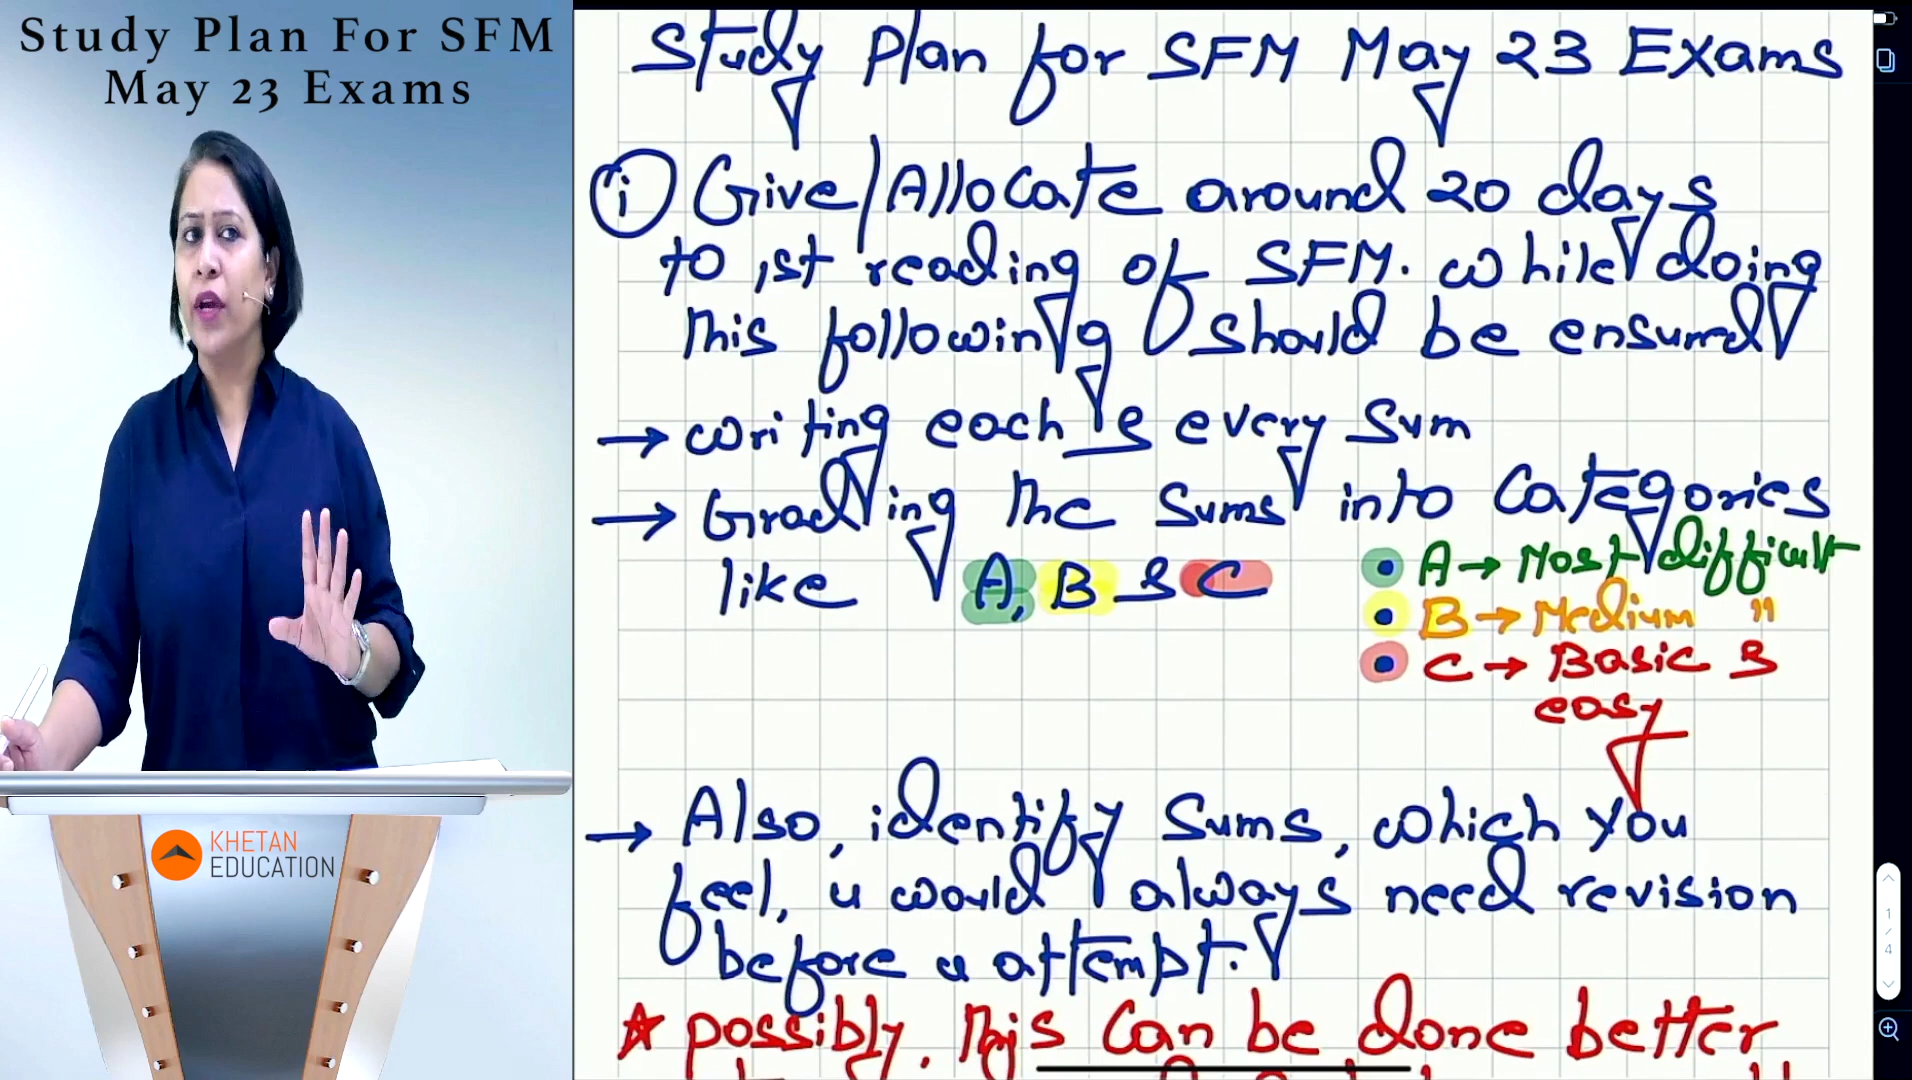 Study Plan For SFM
May 23 Exams
KHETAN
EDUCATION
Study Plan for SFM May 23 Exams
(i) Give/Allocate around 20 days
to 1st reading of SFM. While doing
this following should be ensured
→ Writing each & every Sum
→ Grading the Sums into Categories
like A, B & C
• A → Most difficult
• B → Medium "
• C → Basic &
easy
→ Also, identify Sums, which you
feel, u would always need revision
before u attempt.
★ possibly, this can be done better
1
/
4